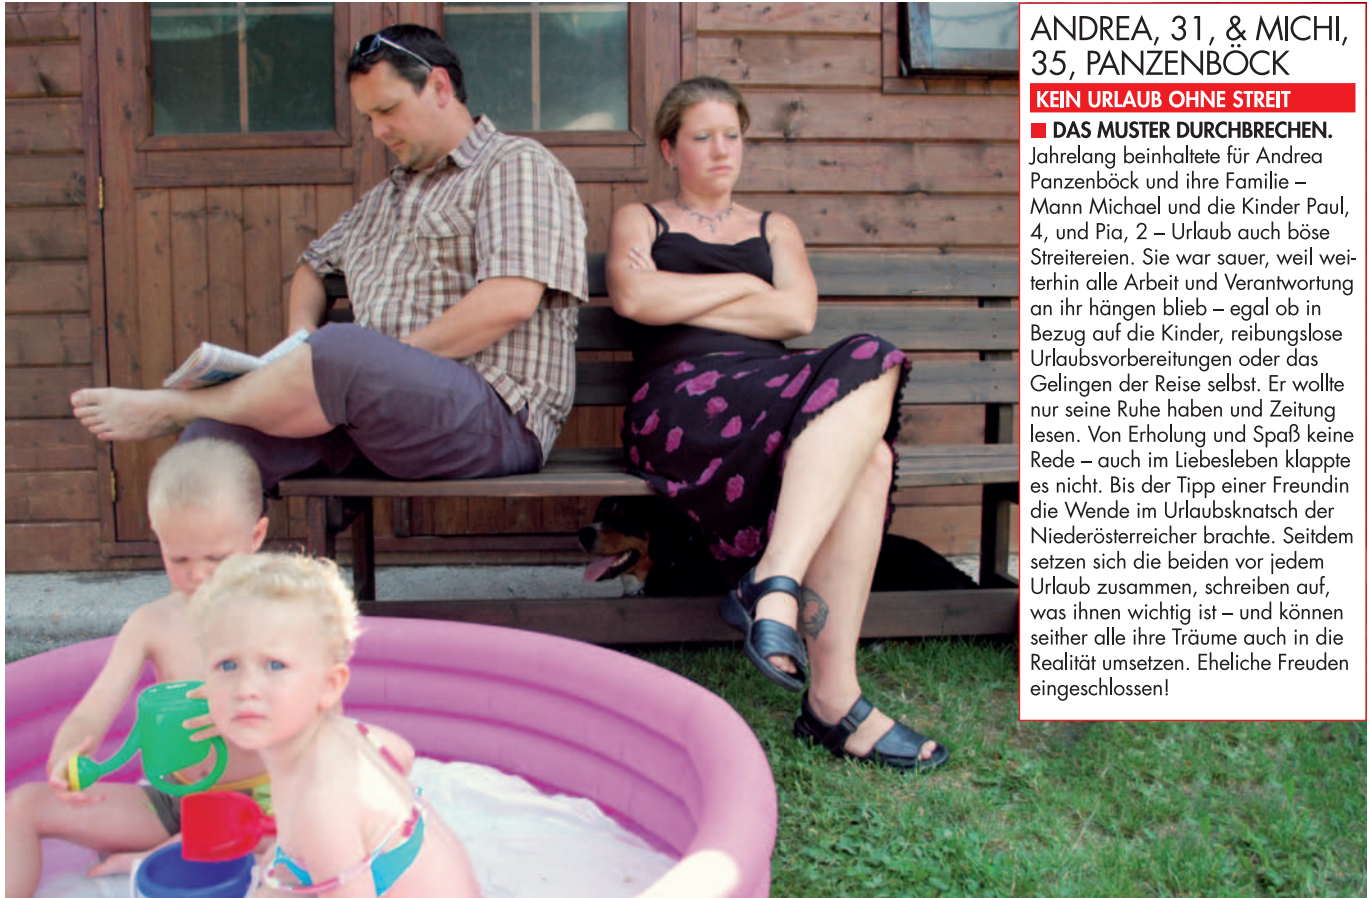 ANDREA, 31, & MICHI,
35, PANZENBÖCK
KEIN URLAUB OHNE STREIT
■ DAS MUSTER DURCHBRECHEN.
Jahrelang beinhaltete für Andrea
Panzenböck und ihre Familie –
Mann Michael und die Kinder Paul,
4, und Pia, 2 – Urlaub auch böse
Streitereien. Sie war sauer, weil wei-
terhin alle Arbeit und Verantwortung
an ihr hängen blieb – egal ob in
Bezug auf die Kinder, reibungslose
Urlaubsvorbereitungen oder das
Gelingen der Reise selbst. Er wollte
nur seine Ruhe haben und Zeitung
lesen. Von Erholung und Spaß keine
Rede – auch im Liebesleben klappte
es nicht. Bis der Tipp einer Freundin
die Wende im Urlaubsknatsch der
Niederösterreicher brachte. Seitdem
setzen sich die beiden vor jedem
Urlaub zusammen, schreiben auf,
was ihnen wichtig ist – und können
seither alle ihre Träume auch in die
Realität umsetzen. Eheliche Freuden
eingeschlossen!